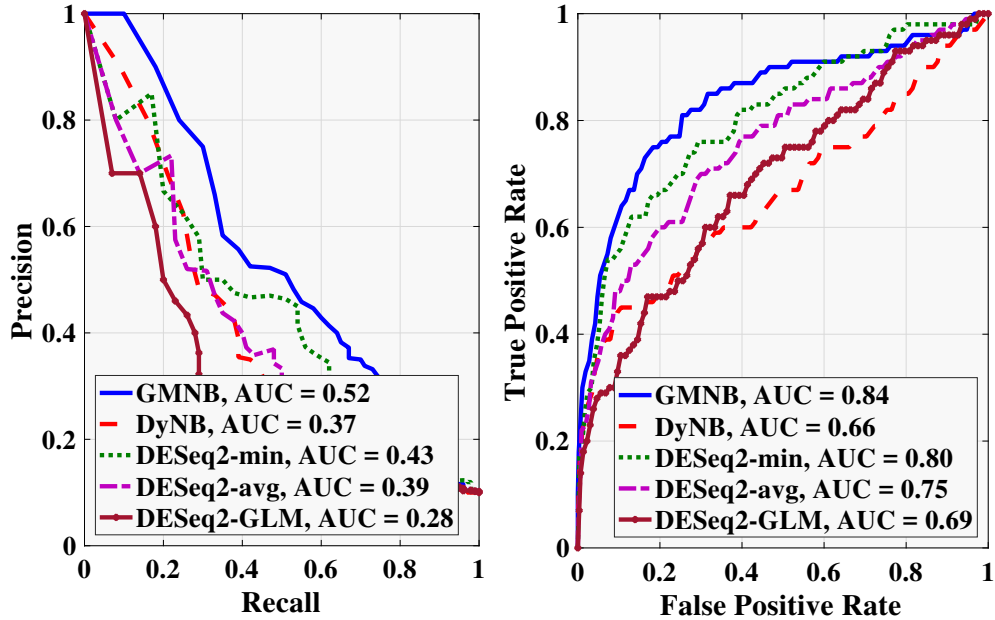 1
0.8
0.6
0.4
0.2
0
0
0.2
0.4
0.6
0.8
1
Precision
Recall
GMNB, AUC = 0.52
DyNB, AUC = 0.37
DESeq2-min, AUC = 0.43
DESeq2-avg, AUC = 0.39
DESeq2-GLM, AUC = 0.28
1
0.8
0.6
0.4
0.2
0
0
0.2
0.4
0.6
0.8
1
True Positive Rate
False Positive Rate
GMNB, AUC = 0.84
DyNB, AUC = 0.66
DESeq2-min, AUC = 0.80
DESeq2-avg, AUC = 0.75
DESeq2-GLM, AUC = 0.69